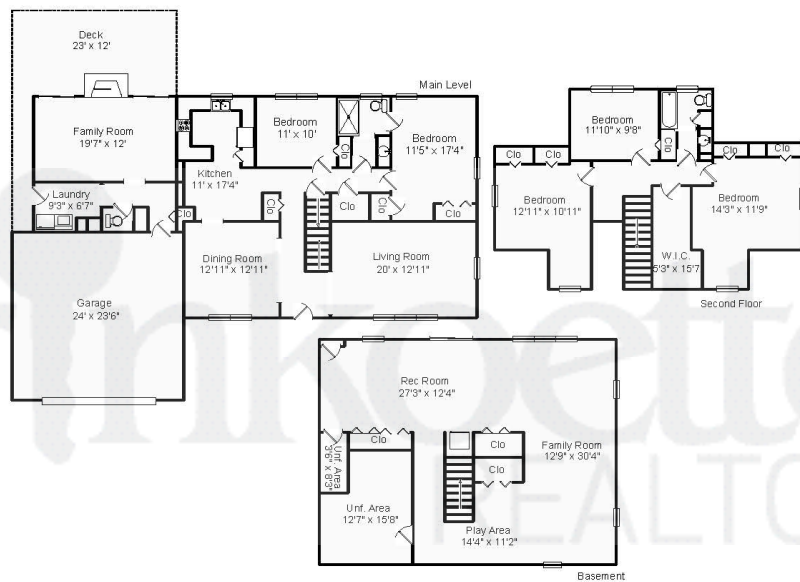 Deck
23' x 12'
Main Level
Family Room
19'7" x 12'
Bedroom
11' x 10'
Clo
Bedroom
11'5" x 17'4"
Kitchen
11' x 17'4"
Laundry
9'3" x 6'7"
Clo
Clo
Clo
Clo
Clo
Dining Room
12'11" x 12'11"
Living Room
20' x 12'11"
Garage
24' x 23'6"
Bedroom
11'10" x 9'8"
Clo
Clo
Clo
Clo
Clo
Bedroom
12'11" x 10'11"
Bedroom
14'3" x 11'9"
W.I.C.
5'3" x 15'7
Second Floor
Rec Room
27'3" x 12'4"
Clo
Clo
Family Room
12'9" x 30'4"
Unf. Area
3'6" x 8'3"
Clo
Unf. Area
12'7" x 15'8"
Play Area
14'4" x 11'2"
Basement
inkoett
REALTO